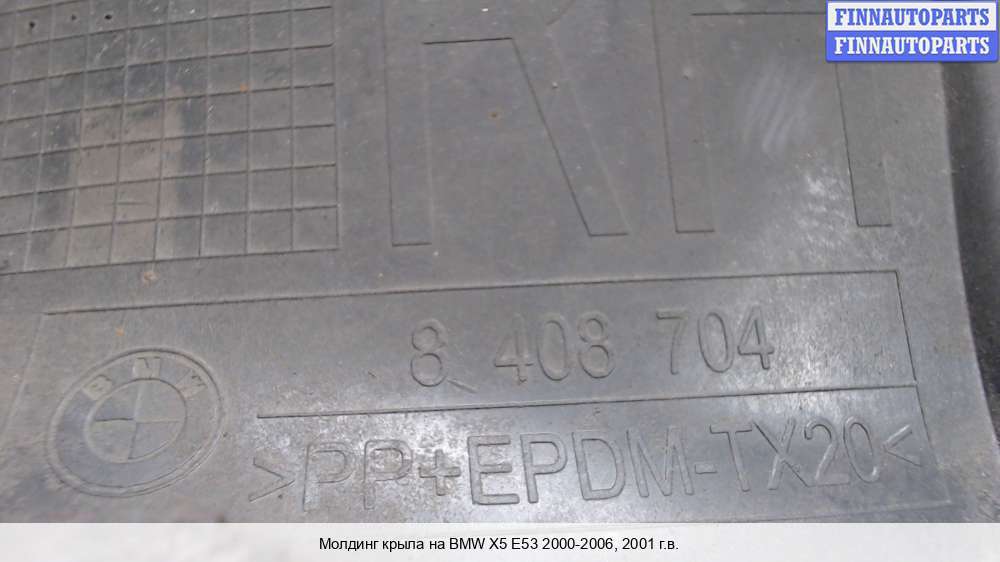 FINNAUTOPARTS
FINNAUTOPARTS
8 408 704
BMW
>PP+EPDM-TX20<
Молдинг крыла на BMW X5 E53 2000-2006, 2001 г.в.